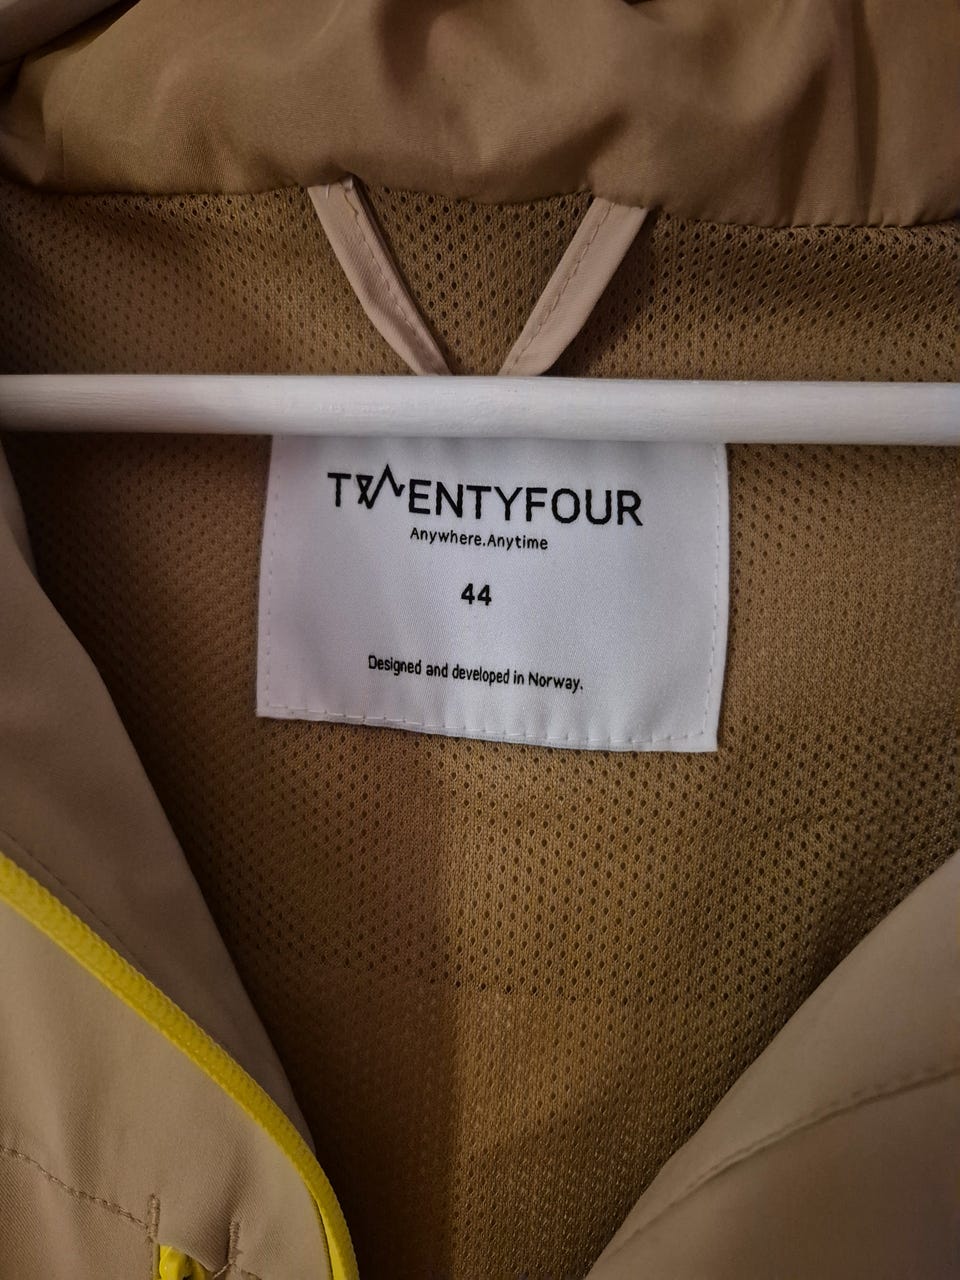 TWENTYFOUR
Anywhere.Anytime
44
Designed and developed in Norway.